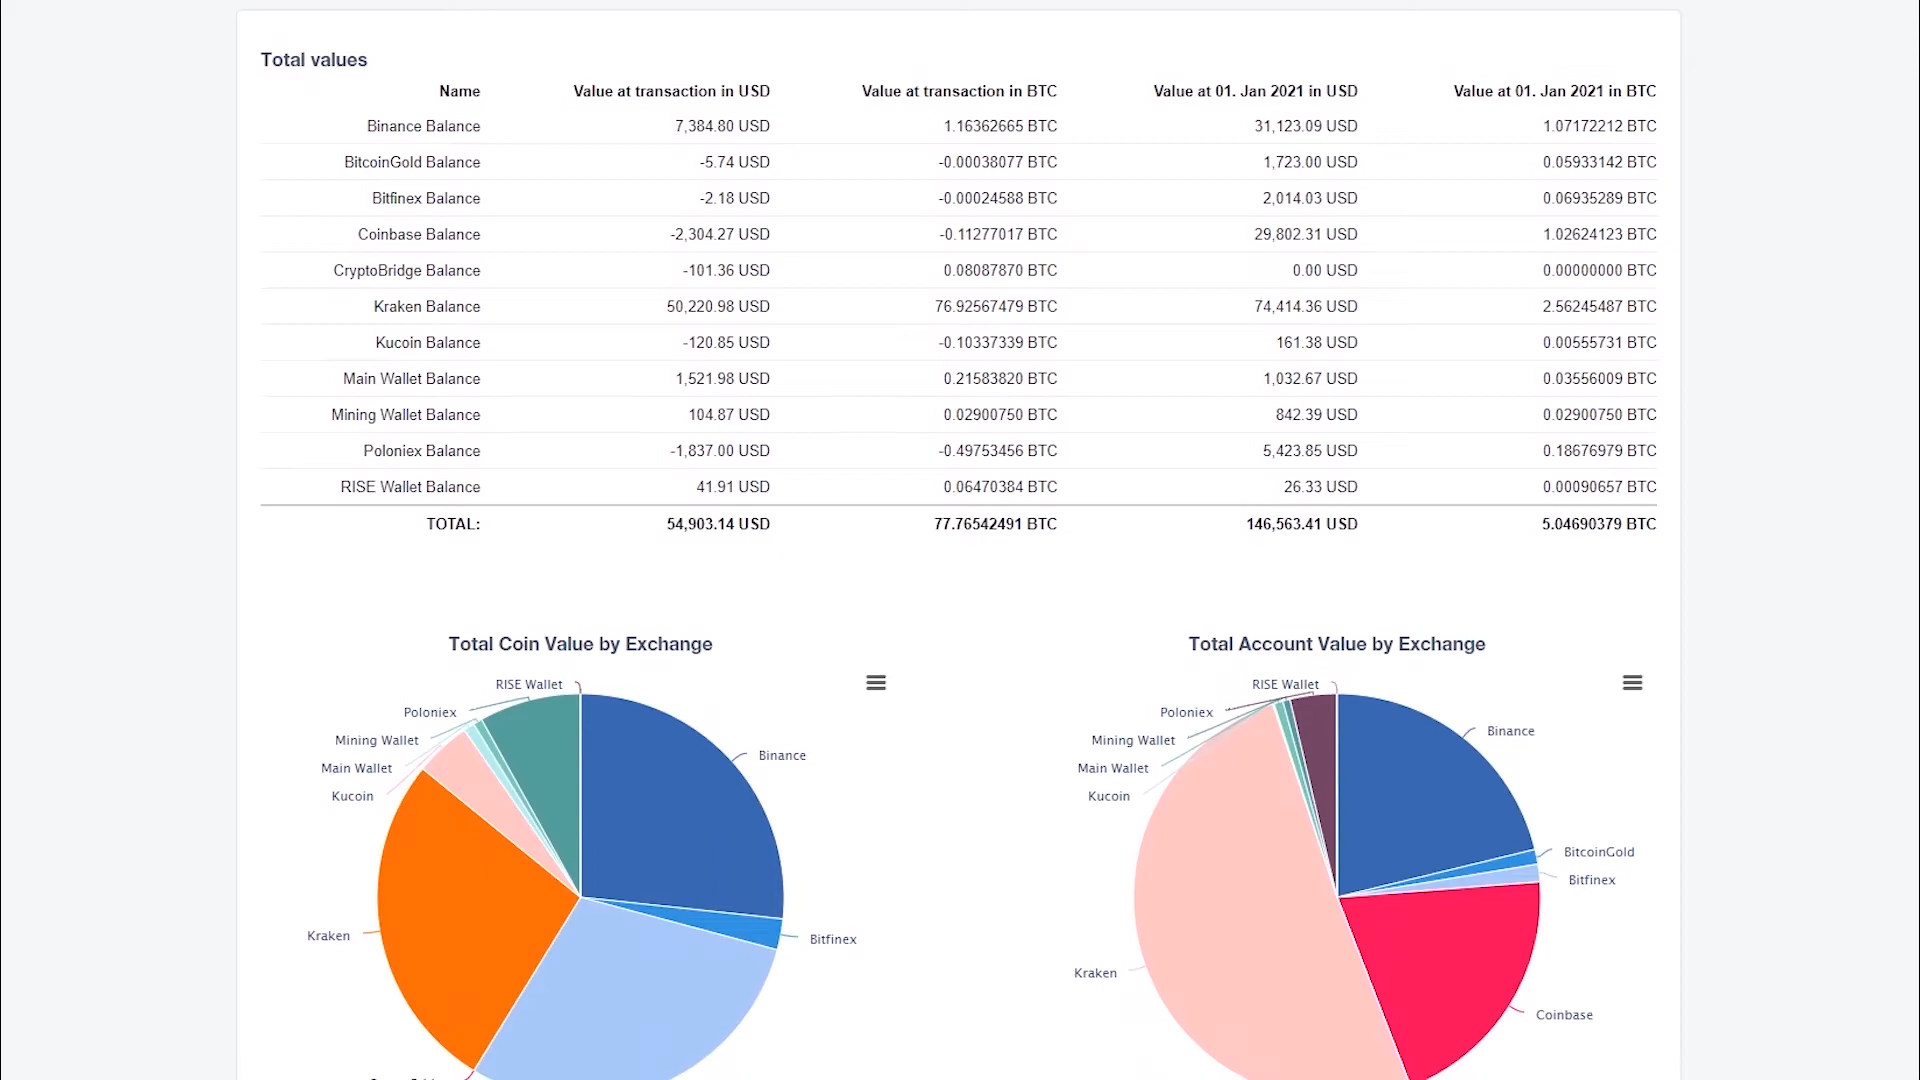 Total values
Name Value at transaction in USD Value at transaction in BTC Value at 01. Jan 2021 in USD Value at 01. Jan 2021 in BTC
Binance Balance 7,384.80 USD 1.16362665 BTC 31,123.09 USD 1.07172212 BTC
BitcoinGold Balance -5.74 USD -0.00038077 BTC 1,723.00 USD 0.05933142 BTC
Bitfinex Balance -2.18 USD -0.00024588 BTC 2,014.03 USD 0.06935289 BTC
Coinbase Balance -2,304.27 USD -0.11277017 BTC 29,802.31 USD 1.02624123 BTC
CryptoBridge Balance -101.36 USD 0.08087870 BTC 0.00 USD 0.00000000 BTC
Kraken Balance 50,220.98 USD 76.92567479 BTC 74,414.36 USD 2.56245487 BTC
Kucoin Balance -120.85 USD -0.10337339 BTC 161.38 USD 0.00555731 BTC
Main Wallet Balance 1,521.98 USD 0.21583820 BTC 1,032.67 USD 0.03556009 BTC
Mining Wallet Balance 104.87 USD 0.02900750 BTC 842.39 USD 0.02900750 BTC
Poloniex Balance -1,837.00 USD -0.49753456 BTC 5,423.85 USD 0.18676979 BTC
RISE Wallet Balance 41.91 USD 0.06470384 BTC 26.33 USD 0.00090657 BTC
TOTAL: 54,903.14 USD 77.76542491 BTC 146,563.41 USD 5.04690379 BTC
Total Coin Value by Exchange
RISE Wallet
Poloniex
Mining Wallet
Main Wallet
Kucoin
Binance
Kraken
Bitfinex
Total Account Value by Exchange
RISE Wallet
Poloniex
Mining Wallet
Main Wallet
Kucoin
Binance
BitcoinGold
Bitfinex
Kraken
Coinbase